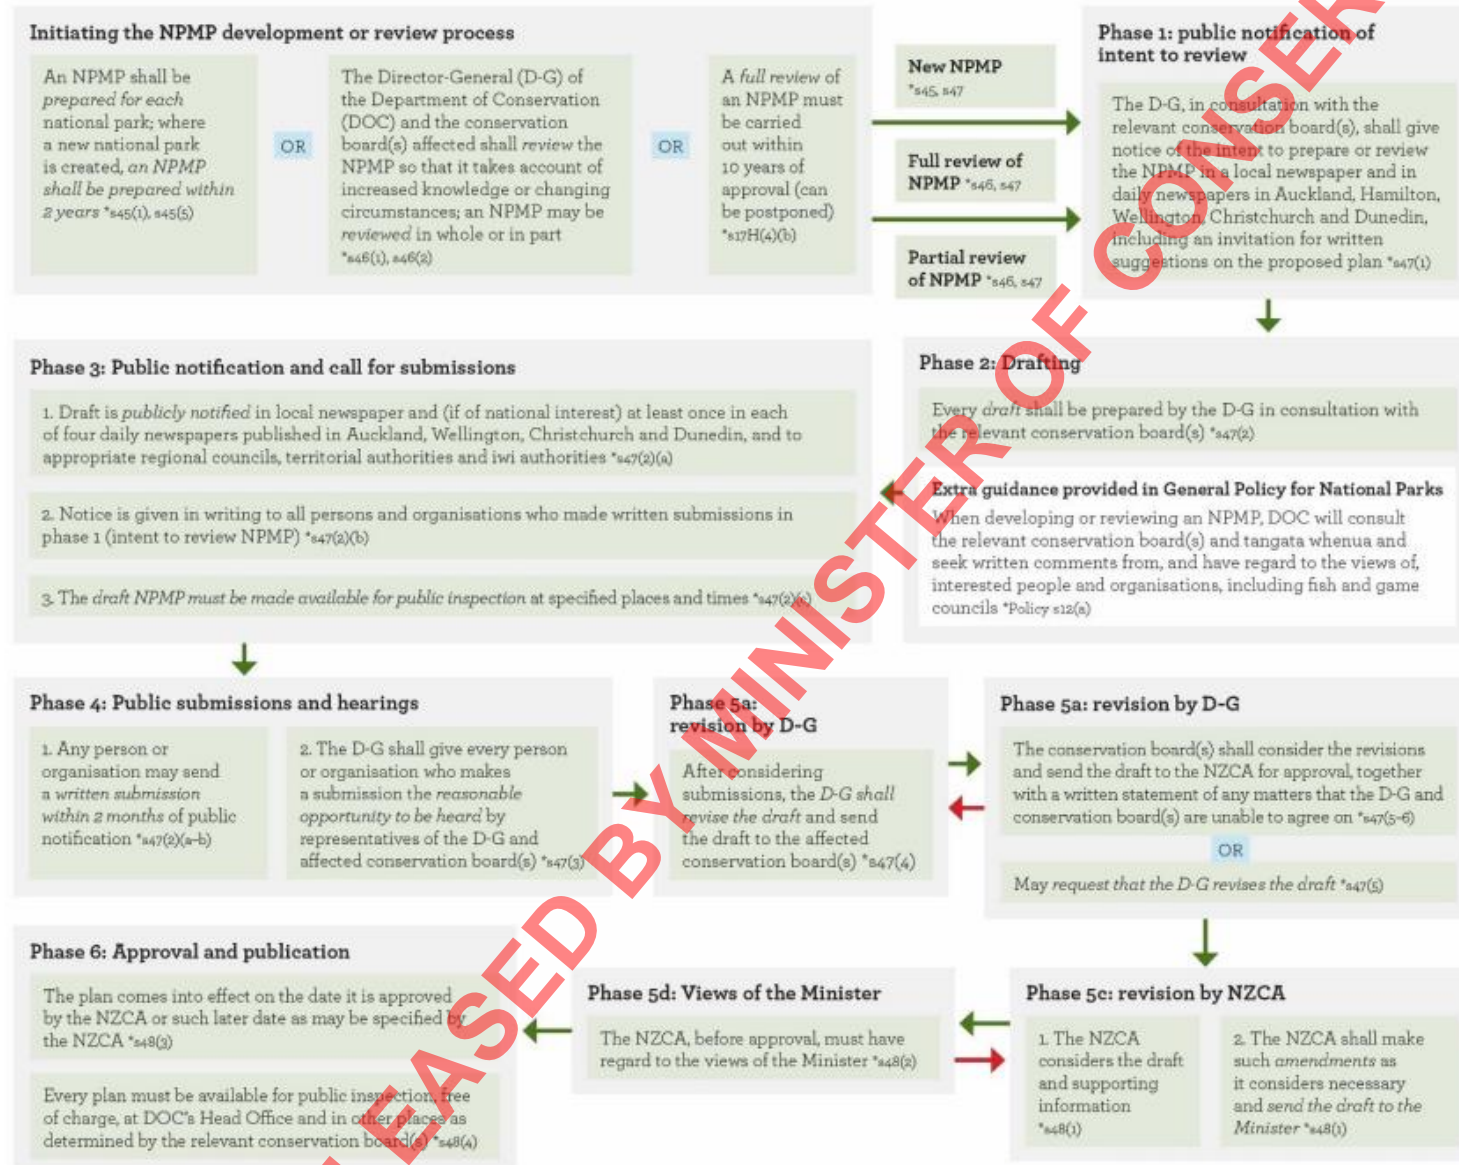 Initiating the NPMP development or review process
An NPMP shall be
prepared for each
national park; where
a new national park
is created, an NPMP
shall be prepared within
2 years *s45(1), s45(5)
OR
The Director-General (D-G) of
the Department of Conservation
(DOC) and the conservation
board(s) affected shall review the
NPMP so that it takes account of
increased knowledge or changing
circumstances; an NPMP may be
reviewed in whole or in part
*s46(1), s46(2)
OR
A full review of
an NPMP must
be carried
out within
10 years of
approval (can
be postponed)
*s17H(4)(b)
New NPMP
*s45, s47
Full review of
NPMP *s46, s47
Partial review
of NPMP *s46, s47
Phase 1: public notification of
intent to review
The D-G, in consultation with the
relevant conservation board(s), shall give
notice of the intent to prepare or review
the NPMP in a local newspaper and in
daily newspapers in Auckland, Hamilton,
Wellington, Christchurch and Dunedin,
including an invitation for written
suggestions on the proposed plan *s47(1)
Phase 2: Drafting
Every draft shall be prepared by the D-G in consultation with
the relevant conservation board(s) *s47(2)
Extra guidance provided in General Policy for National Parks
When developing or reviewing an NPMP, DOC will consult
the relevant conservation board(s) and tangata whenua and
seek written comments from, and have regard to the views of,
interested people and organisations, including fish and game
councils *Policy s12(a)
Phase 3: Public notification and call for submissions
1. Draft is publicly notified in local newspaper and (if of national interest) at least once in each
of four daily newspapers published in Auckland, Wellington, Christchurch and Dunedin, and to
appropriate regional councils, territorial authorities and iwi authorities *s47(2)(a)
2. Notice is given in writing to all persons and organisations who made written submissions in
phase 1 (intent to review NPMP) *s47(2)(b)
3. The draft NPMP must be made available for public inspection at specified places and times *s47(2)(c)
Phase 4: Public submissions and hearings
1. Any person or
organisation may send
a written submission
within 2 months of public
notification *s47(2)(a-b)
2. The D-G shall give every person
or organisation who makes
a submission the reasonable
opportunity to be heard by
representatives of the D-G and
affected conservation board(s) *s47(3)
Phase 5a:
revision by D-G
After considering
submissions, the D-G shall
revise the draft and send
the draft to the affected
conservation board(s) *s47(4)
Phase 5a: revision by D-G
The conservation board(s) shall consider the revisions
and send the draft to the NZCA for approval, together
with a written statement of any matters that the D-G and
conservation board(s) are unable to agree on *s47(5-6)
OR
May request that the D-G revises the draft *s47(5)
Phase 5c: revision by NZCA
1. The NZCA
considers the draft
and supporting
information
*s48(1)
2. The NZCA shall make
such amendments as
it considers necessary
and send the draft to the
Minister *s48(1)
Phase 5d: Views of the Minister
The NZCA, before approval, must have
regard to the views of the Minister *s48(2)
Phase 6: Approval and publication
The plan comes into effect on the date it is approved
by the NZCA or such later date as may be specified by
the NZCA *s48(3)
Every plan must be available for public inspection, free
of charge, at DOC's Head Office and in other places as
determined by the relevant conservation board(s) *s48(4)
LEASED BY MINISTER OF CONSER